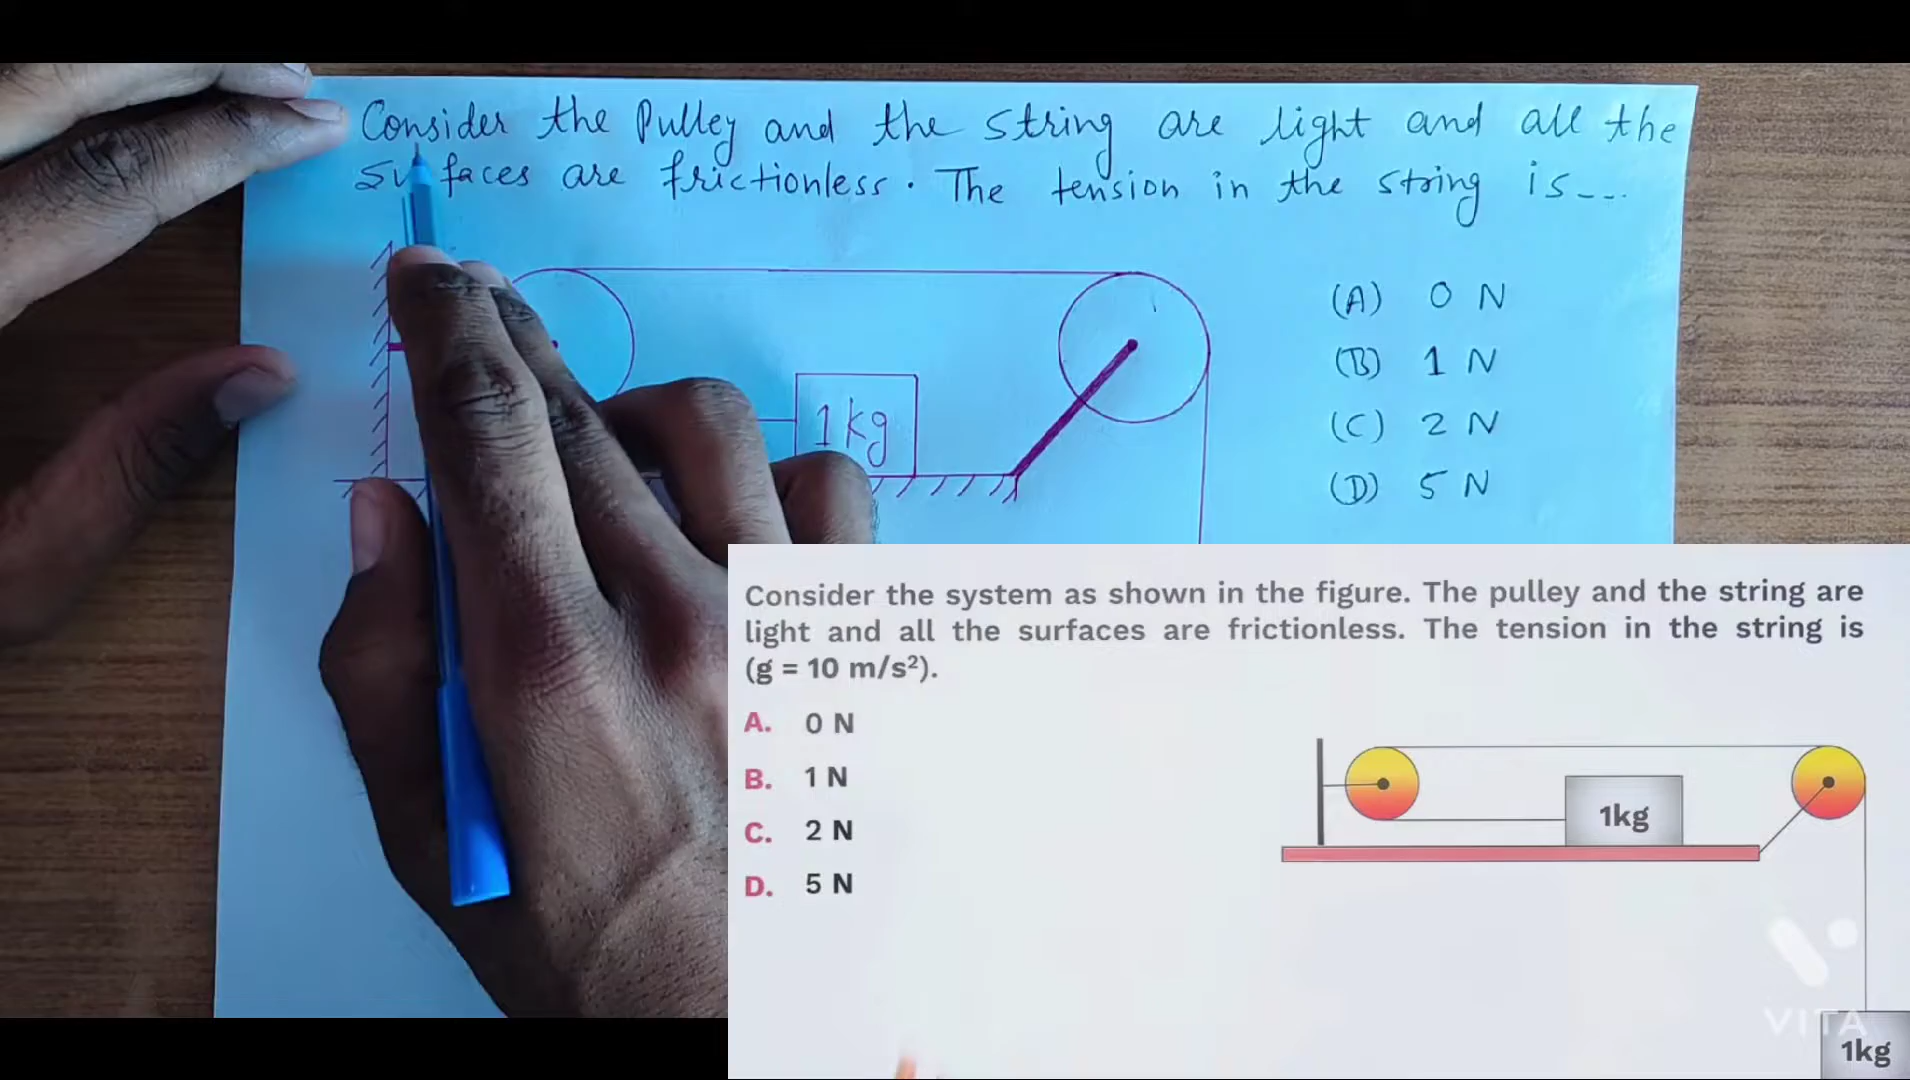 Consider the Pulley and the string are light and all the
surfaces are frictionless. The tension in the string is---
(A) 0 N
(B) 1 N
(C) 2 N
(D) 5 N
1kg
Consider the system as shown in the figure. The pulley and the string are
light and all the surfaces are frictionless. The tension in the string is
(g = 10 m/s²).
A. 0 N
B. 1 N
C. 2 N
D. 5 N
1kg
VITA
1kg